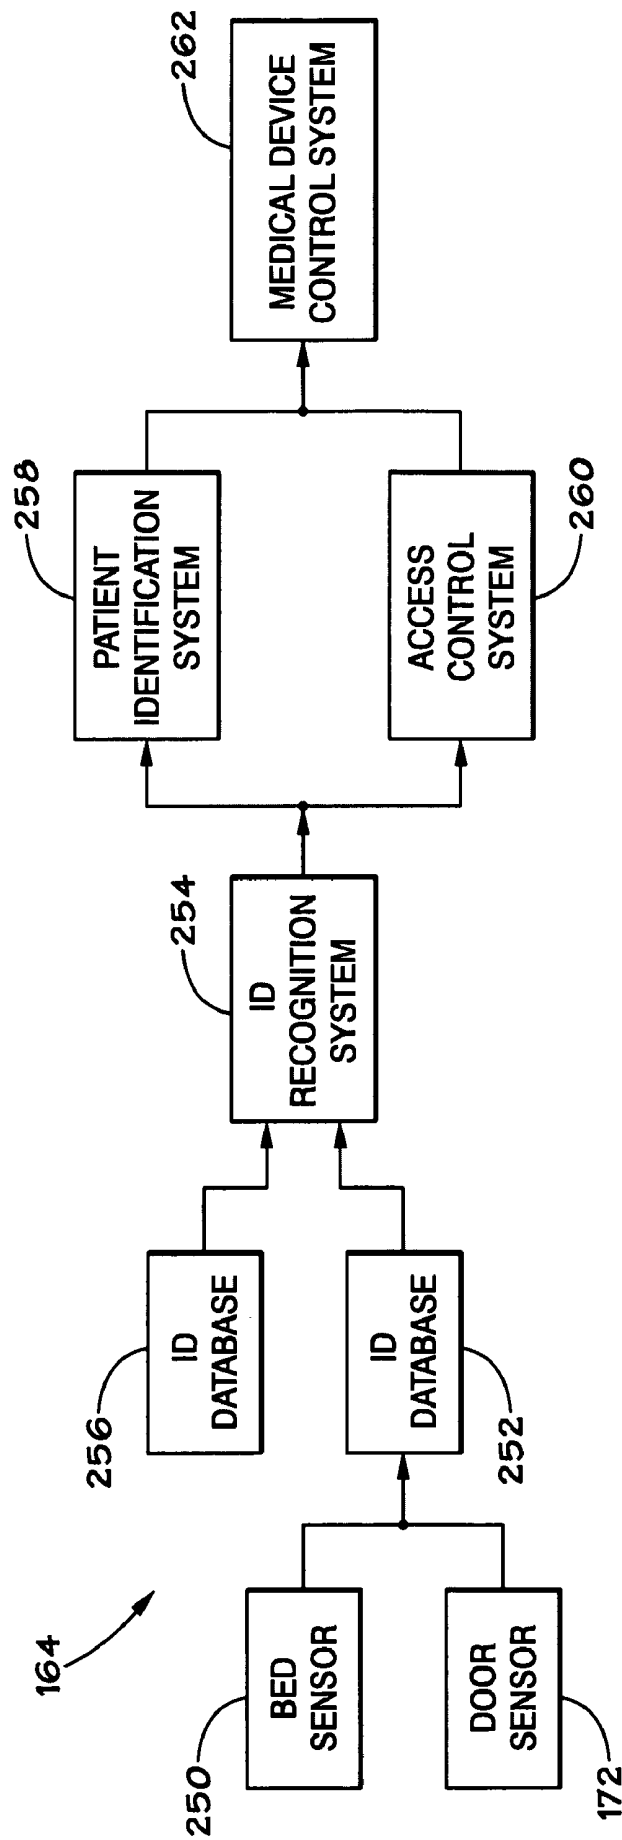 164
250
BED
SENSOR
DOOR
SENSOR
172
256
ID
DATABASE
ID
DATABASE
252
254
ID
RECOGNITION
SYSTEM
258
PATIENT
IDENTIFICATION
SYSTEM
ACCESS
CONTROL
SYSTEM
260
262
MEDICAL DEVICE
CONTROL SYSTEM